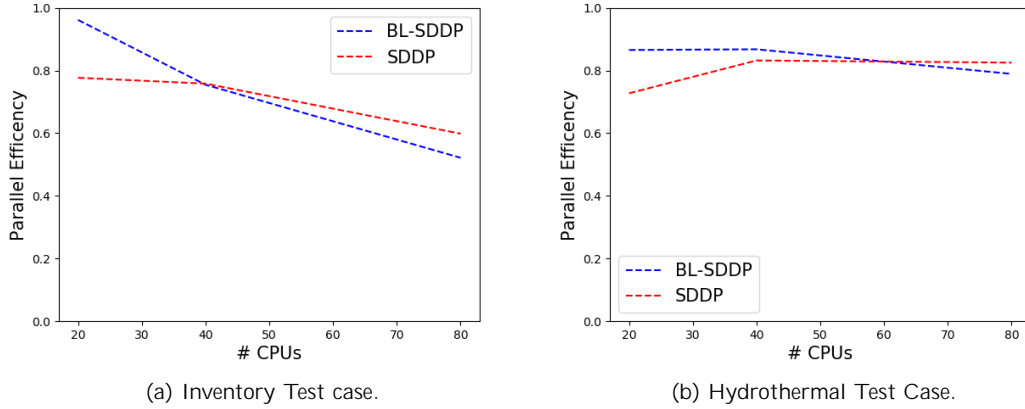 1.0
0.8
0.6
0.4
0.2
0.0
Parallel Efficency
BL-SDDP
SDDP
20 30 40 50 60 70 80
# CPUs
(a) Inventory Test case.
1.0
0.8
0.6
0.4
0.2
0.0
Parallel Efficency
BL-SDDP
SDDP
20 30 40 50 60 70 80
# CPUs
(b) Hydrothermal Test Case.